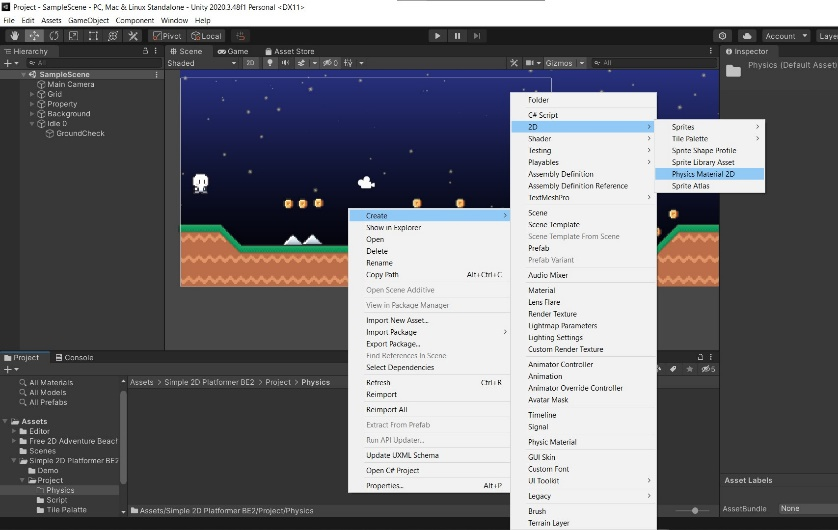 Project - SampleScene - PC, Mac & Linux Standalone - Unity 2020.3.48f1 Personal <DX11>
File Edit Assets GameObject Component Window Help
Pivot Local Account Laye
Hierarchy Scene Game Asset Store Inspector
All Shaded 2D 0 Gizmos All
SampleScene
Main Camera
Grid
Property
Background
Idle 0
GroundCheck
Physics (Default Asset)
Create
Show in Explorer
Open
Delete
Rename
Copy Path Alt+Ctrl+C
Open Scene Additive
View in Package Manager
Import New Asset...
Import Package
Export Package...
Find References In Scene
Select Dependencies
Refresh Ctrl+R
Reimport
Reimport All
Extract From Prefab
Run API Updater...
Update UXML Schema
Open C# Project
Properties... Alt+P
Folder
C# Script
2D
Shader
Testing
Playables
Assembly Definition
Assembly Definition Reference
TextMeshPro
Scene
Scene Template
Scene Template From Scene
Prefab
Prefab Variant
Audio Mixer
Material
Lens Flare
Render Texture
Lightmap Parameters
Lighting Settings
Custom Render Texture
Animator Controller
Animation
Animator Override Controller
Avatar Mask
Timeline
Signal
Physic Material
GUI Skin
Custom Font
UI Toolkit
Legacy
Brush
Terrain Layer
Sprites
Tile Palette
Sprite Shape Profile
Sprite Library Asset
Physics Material 2D
Sprite Atlas
Project Console
5
All Materials
All Models
All Prefabs
Assets
Editor
Free 2D Adventure Beach
Scenes
Simple 2D Platformer BE2
Demo
Project
Physics
Script
Tile Palette
Assets > Simple 2D Platformer BE2 > Project > Physics
Assets/Simple 2D Platformer BE2/Project/Physics
Asset Labels
AssetBundle None